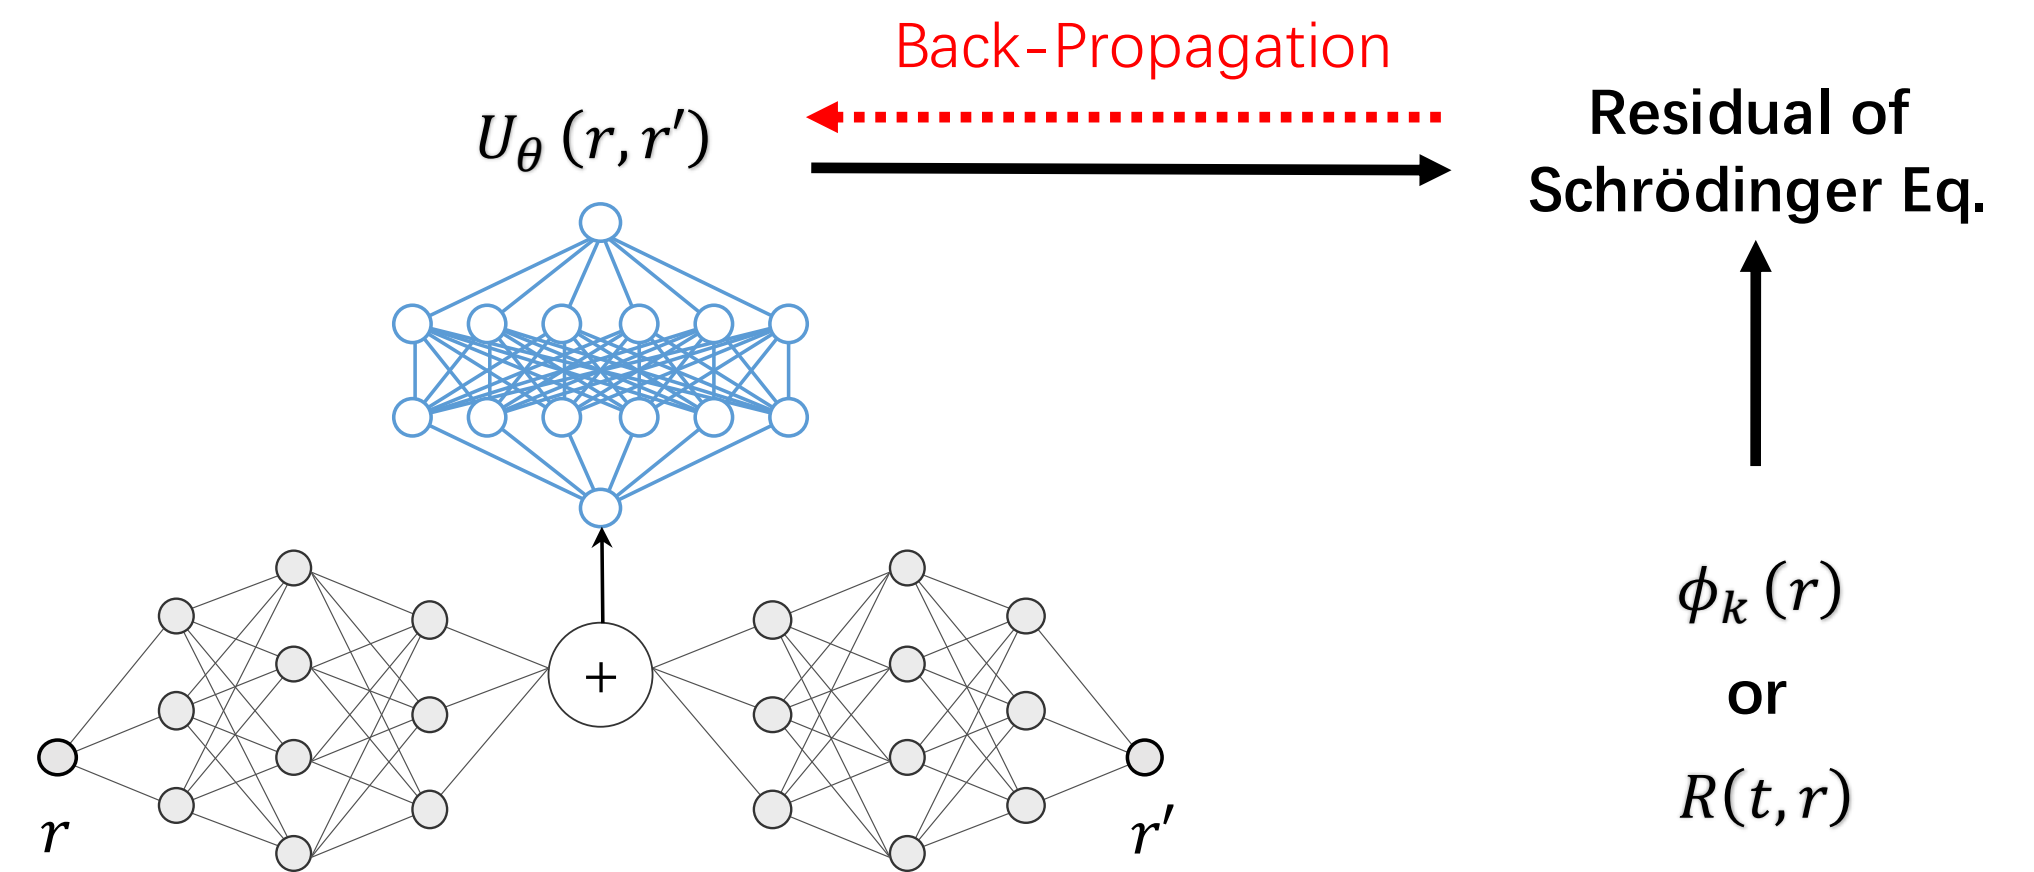 Back-Propagation
U_θ (r, r′)
Residual of
Schrödinger Eq.
+
ϕ_k (r)
or
R(t, r)
r
r′